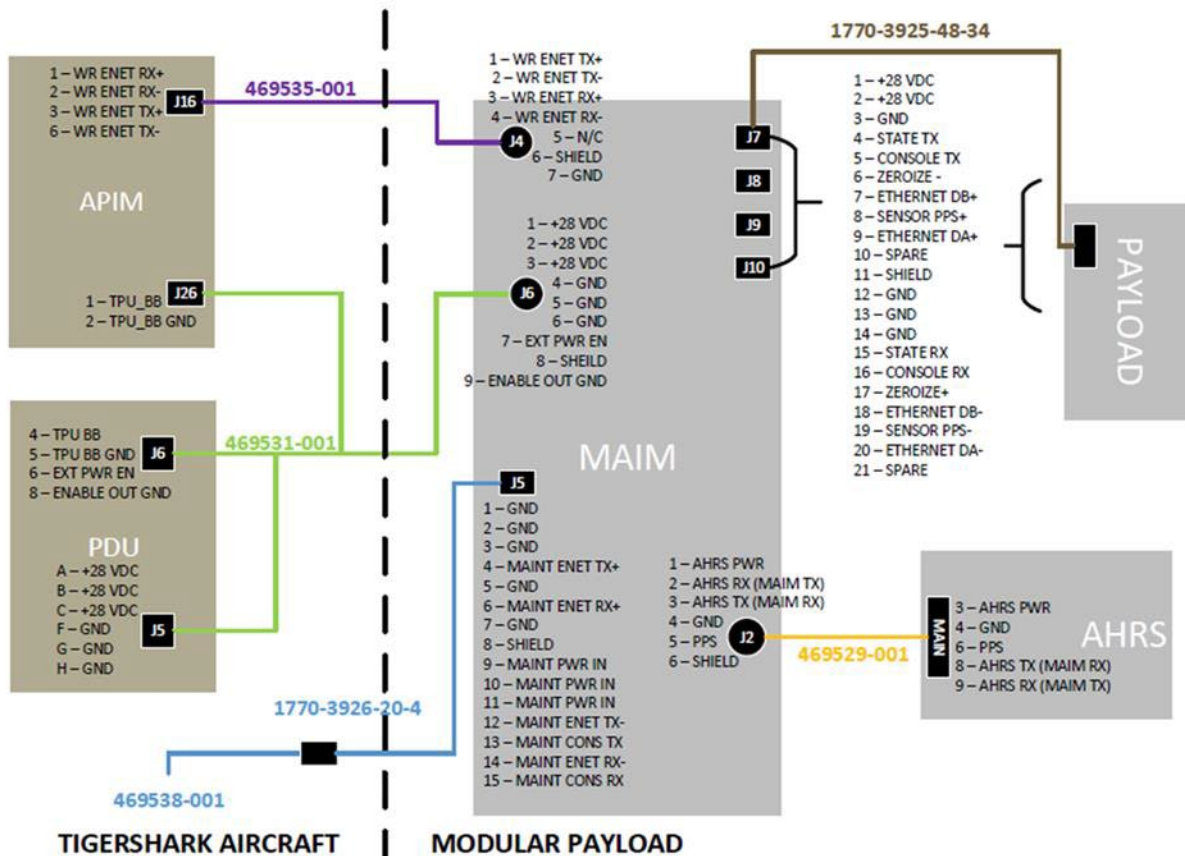 1770-3925-48-34
1 – WR ENET RX+
2 – WR ENET RX-
3 – WR ENET TX+
6 – WR ENET TX-
J16
469535-001
APIM
J26
1 – TPU_BB
2 – TPU_BB GND
4 – TPU BB
5 – TPU BB GND
6 – EXT PWR EN
8 – ENABLE OUT GND
J6
469531-001
PDU
A – +28 VDC
B – +28 VDC
C – +28 VDC
F – GND
G – GND
H – GND
J5
1770-3926-20-4
469538-001
TIGERSHARK AIRCRAFT
1 – WR ENET TX+
2 – WR ENET TX-
3 – WR ENET RX+
4 – WR ENET RX-
5 – N/C
6 – SHIELD
7 – GND
J4
1 – +28 VDC
2 – +28 VDC
3 – +28 VDC
4 – GND
5 – GND
6 – GND
7 – EXT PWR EN
8 – SHEILD
9 – ENABLE OUT GND
J6
MAIM
J5
1 – GND
2 – GND
3 – GND
4 – MAINT ENET TX+
5 – GND
6 – MAINT ENET RX+
7 – GND
8 – SHIELD
9 – MAINT PWR IN
10 – MAINT PWR IN
11 – MAINT PWR IN
12 – MAINT ENET TX-
13 – MAINT CONS TX
14 – MAINT ENET RX-
15 – MAINT CONS RX
MODULAR PAYLOAD
J7
J8
J9
J10
1 – +28 VDC
2 – +28 VDC
3 – GND
4 – STATE TX
5 – CONSOLE TX
6 – ZEROIZE -
7 – ETHERNET DB+
8 – SENSOR PPS+
9 – ETHERNET DA+
10 – SPARE
11 – SHIELD
12 – GND
13 – GND
14 – GND
15 – STATE RX
16 – CONSOLE RX
17 – ZEROIZE+
18 – ETHERNET DB-
19 – SENSOR PPS-
20 – ETHERNET DA-
21 – SPARE
PAYLOAD
1 – AHRS PWR
2 – AHRS RX (MAIM TX)
3 – AHRS TX (MAIM RX)
4 – GND
5 – PPS
6 – SHIELD
J2
469529-001
MAIN
3 – AHRS PWR
4 – GND
6 – PPS
8 – AHRS TX (MAIM RX)
9 – AHRS RX (MAIM TX)
AHRS